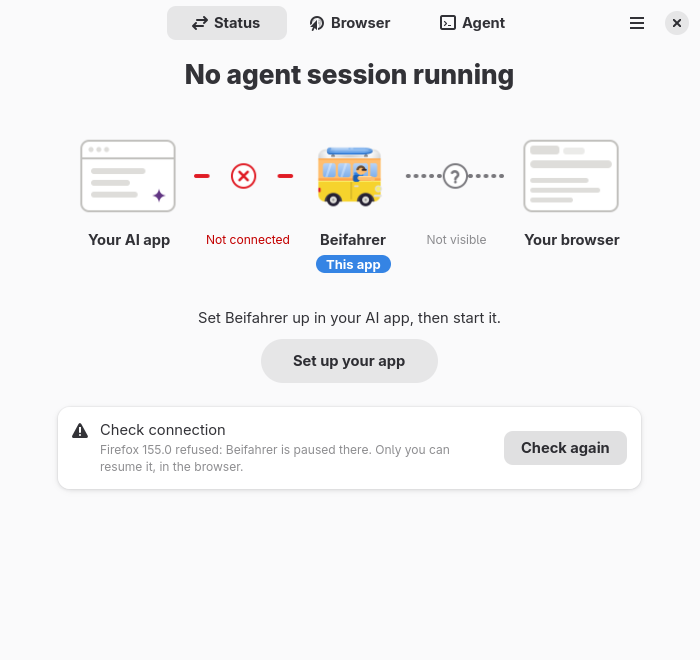 Status
Browser
Agent
No agent session running
Your AI app
Not connected
Beifahrer
This app
Not visible
Your browser
Set Beifahrer up in your AI app, then start it.
Set up your app
Check connection
Firefox 155.0 refused: Beifahrer is paused there. Only you can
resume it, in the browser.
Check again